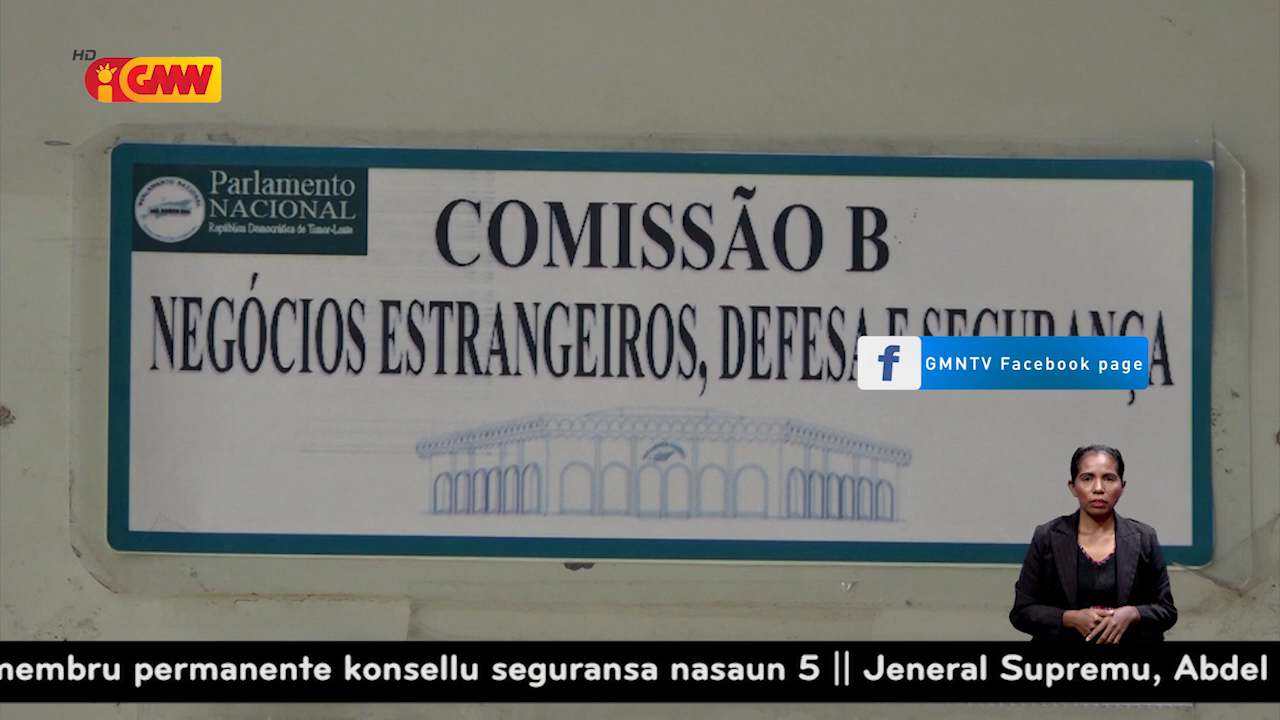 HD
GMN
Parlamento
NACIONAL
República Democrática de Timor-Leste
COMISSÃO B
NEGÓCIOS ESTRANGEIROS, DEFESA E SEGURANÇA
GMNTV Facebook page
membru permanente konsellu seguransa nasaun 5 || Jeneral Supremu, Abdel